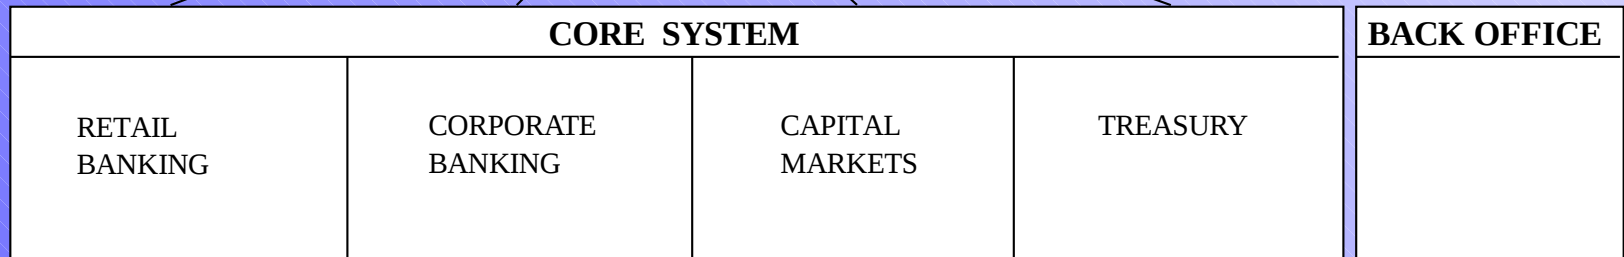 CORE SYSTEM
BACK OFFICE
RETAIL
BANKING
CORPORATE
BANKING
CAPITAL
MARKETS
TREASURY